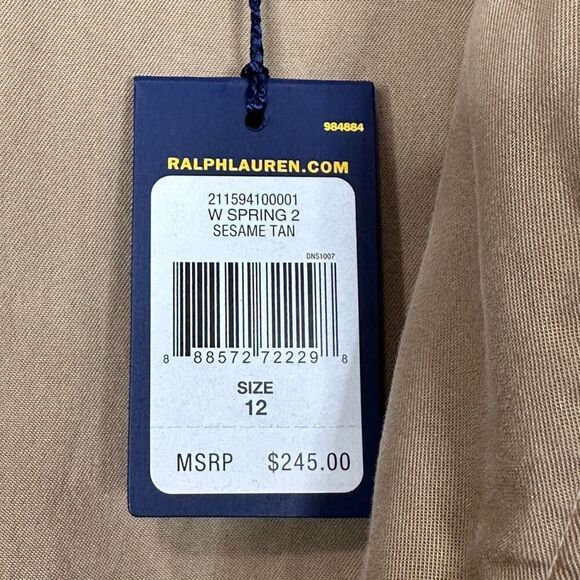 984884
RALPHLAUREN.COM
211594100001
W SPRING 2
SESAME TAN
DNS1007
8 88572 72229 8
SIZE
12
MSRP $245.00